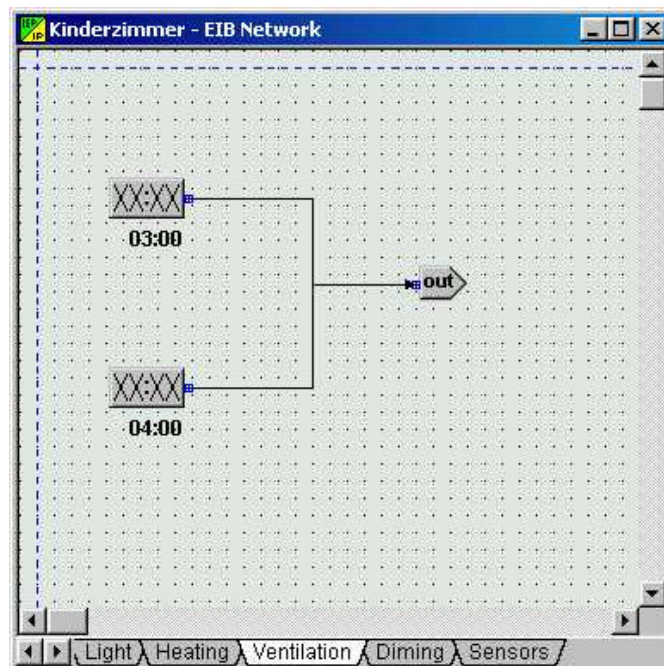 Kinderzimmer - EIB Network
XX:XX
03:00
out
XX:XX
04:00
Light Heating Ventilation Diming Sensors